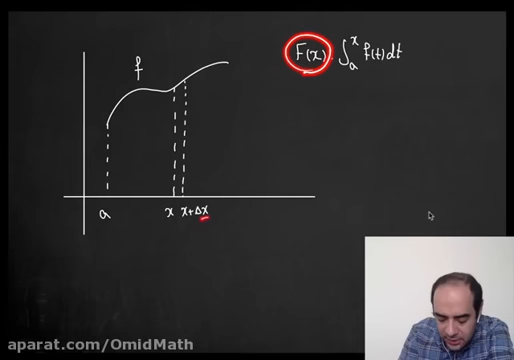 F(x) = ∫ₐˣ f(t)dt
f
a x x+Δx
aparat.com/OmidMath